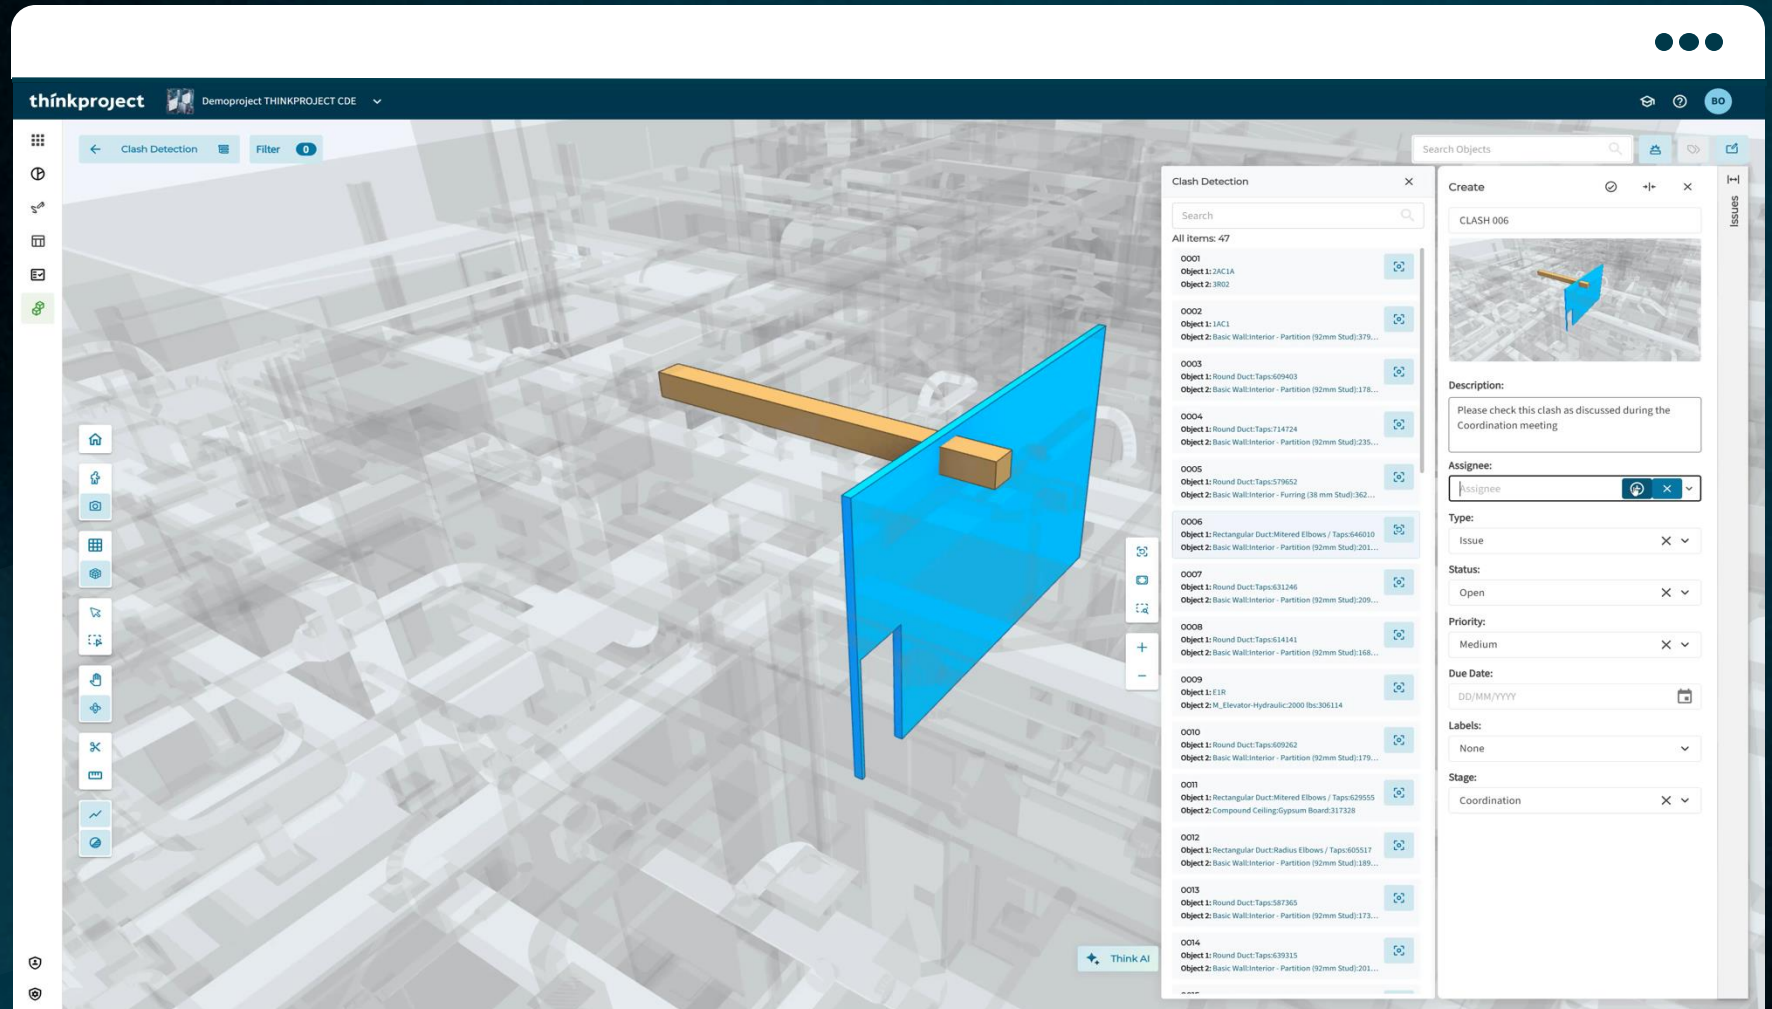 thinkproject
Demoproject THINKPROJECT CDE
BO
Clash Detection
Filter 0
Search Objects
Clash Detection
Search
All items: 47
0001
Object 1: 2AC1A
Object 2: 3R02
0002
Object 1: 1AC1
Object 2: Basic Wall:Interior - Partition (92mm Stud):379...
0003
Object 1: Round Duct:Taps:609403
Object 2: Basic Wall:Interior - Partition (92mm Stud):178...
0004
Object 1: Round Duct:Taps:714724
Object 2: Basic Wall:Interior - Partition (92mm Stud):235...
0005
Object 1: Round Duct:Taps:579652
Object 2: Basic Wall:Interior - Furring (38 mm Stud):362...
0006
Object 1: Rectangular Duct:Mitered Elbows / Taps:646010
Object 2: Basic Wall:Interior - Partition (92mm Stud):201...
0007
Object 1: Round Duct:Taps:631246
Object 2: Basic Wall:Interior - Partition (92mm Stud):209...
0008
Object 1: Round Duct:Taps:614141
Object 2: Basic Wall:Interior - Partition (92mm Stud):168...
0009
Object 1: E1R
Object 2: M_Elevator-Hydraulic:2000 lbs:306114
0010
Object 1: Round Duct:Taps:609262
Object 2: Basic Wall:Interior - Partition (92mm Stud):179...
0011
Object 1: Rectangular Duct:Mitered Elbows / Taps:629555
Object 2: Compound Ceiling:Gypsum Board:317328
0012
Object 1: Rectangular Duct:Radius Elbows / Taps:605517
Object 2: Basic Wall:Interior - Partition (92mm Stud):189...
0013
Object 1: Round Duct:Taps:587365
Object 2: Basic Wall:Interior - Partition (92mm Stud):173...
0014
Object 1: Round Duct:Taps:639315
Object 2: Basic Wall:Interior - Partition (92mm Stud):201...
Create
CLASH 006
Description:
Please check this clash as discussed during the
Coordination meeting
Assignee:
Assignee
Type:
Issue
Status:
Open
Priority:
Medium
Due Date:
DD/MM/YYYY
Labels:
None
Stage:
Coordination
Issues
Think AI